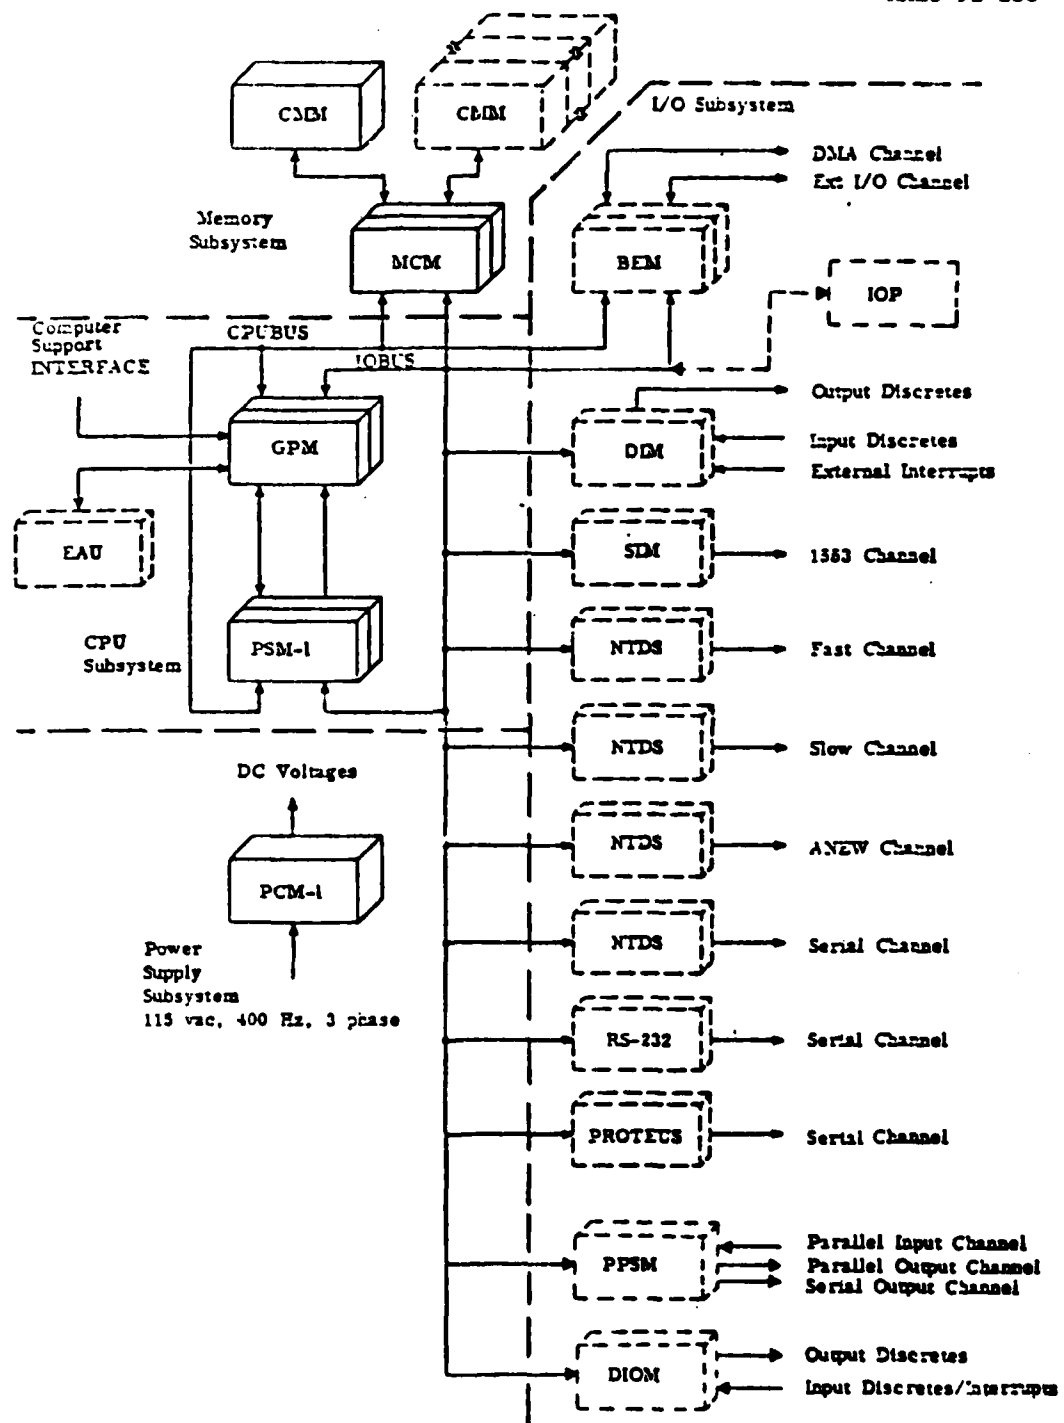 CMM
CMM
I/O Subsystem
DMA Channel
Ext I/O Channel
Memory
Subsystem
MCM
BEM
IOP
Computer
Support
INTERFACE
CPUBUS
IOBUS
Output Discretes
GPM
DIM
Input Discretes
External Interrupts
EAU
SIM
1553 Channel
CPU
Subsystem
PSM-1
NTDS
Fast Channel
NTDS
Slow Channel
DC Voltages
NTDS
ANEW Channel
PCM-1
NTDS
Serial Channel
Power
Supply
Subsystem
115 vac, 400 Hz, 3 phase
RS-232
Serial Channel
PROTEUS
Serial Channel
PPSM
Parallel Input Channel
Parallel Output Channel
Serial Output Channel
DIOM
Output Discretes
Input Discretes/Interrupts